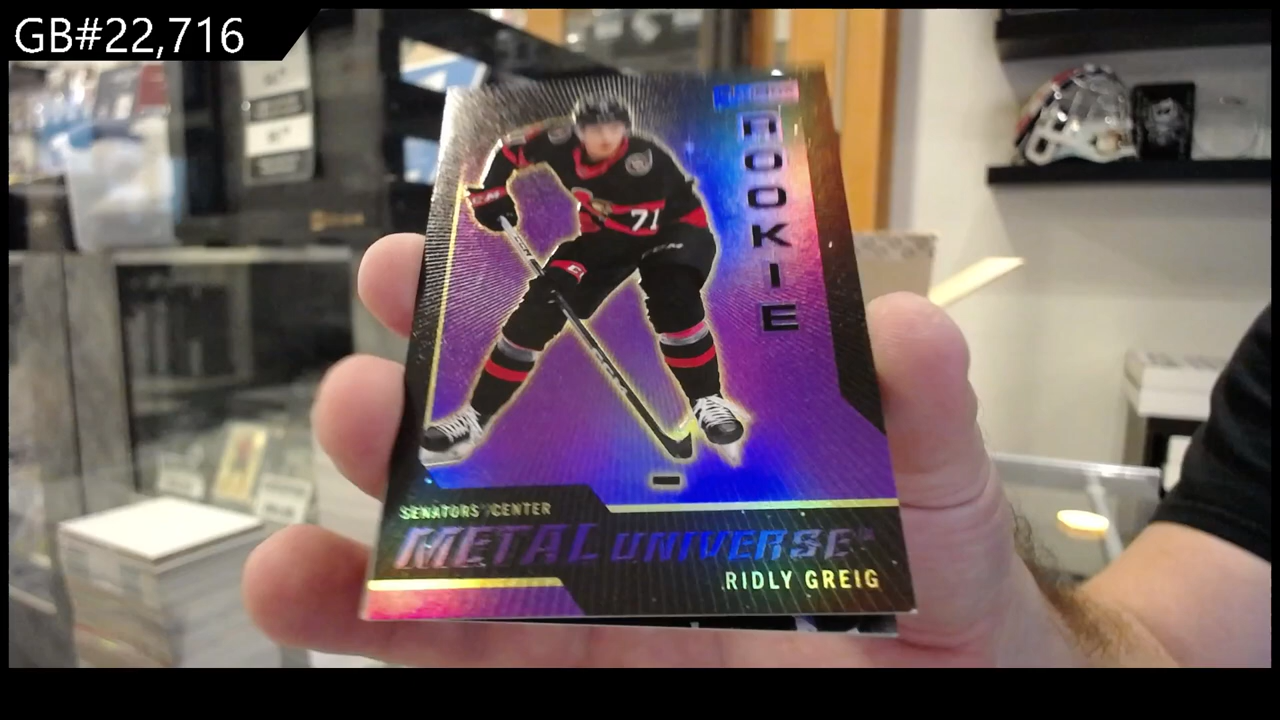 GB#22,716
ROOKIE
71
SENATORS/CENTER
METAL UNIVERSE
RIDLY GREIG